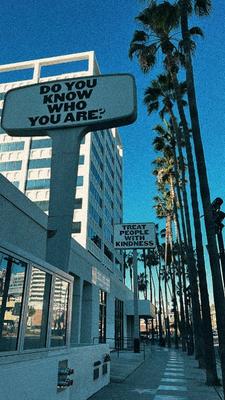 DO YOU
KNOW
WHO
YOU ARE?
TREAT
PEOPLE
WITH
KINDNESS